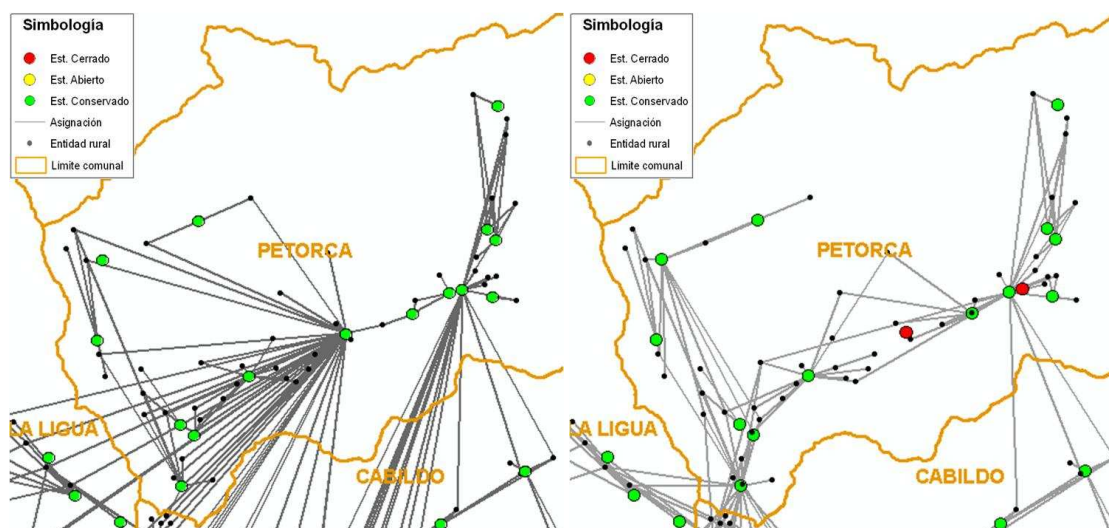 Simbología
Est. Cerrado
Est. Abierto
Est. Conservado
Asignación
Entidad rural
Límite comunal
PETORCA
LA LIGUA
CABILDO
Simbología
Est. Cerrado
Est. Abierto
Est. Conservado
Asignación
Entidad rural
Límite comunal
PETORCA
LA LIGUA
CABILDO